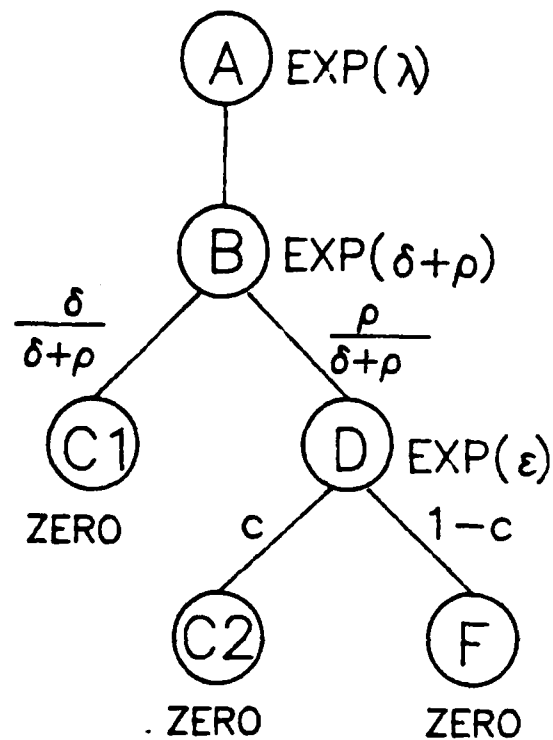 A EXP(λ)
B EXP(δ+ρ)
δ/δ+ρ ρ/δ+ρ
C1 D EXP(ε)
ZERO c 1-c
C2 F
ZERO ZERO